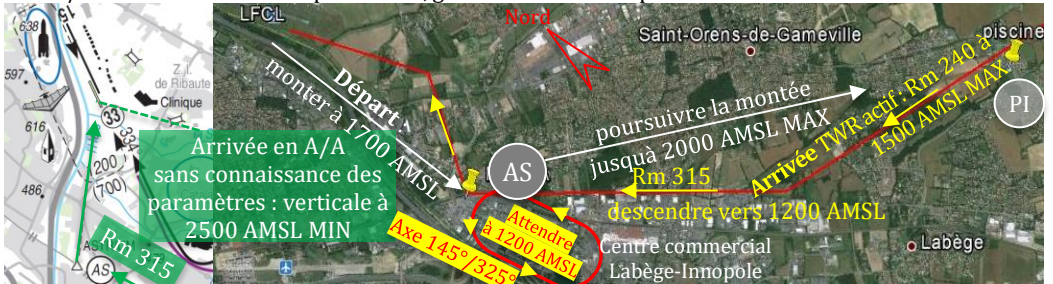 LFCL
Nord
Saint-Orens-de-Gameville
piscine
PI
Départ
monter à 1700 AMSL
AS
poursuivre la montée
jusquà 2000 AMSL MAX
Arrivée TWR actif : Rm 240 à
1500 AMSL MAX
Rm 315
descendre vers 1200 AMSL
Attendre
à 1200 AMSL
Axe 145°/325°
Centre commercial
Labège-Innopole
Labège
638
597
616
486
15
33
334
200
(700)
Z.I.
de Ribaute
Clinique
Arrivée en A/A
sans connaissance des
paramètres : verticale à
2500 AMSL MIN
Rm 315
AS